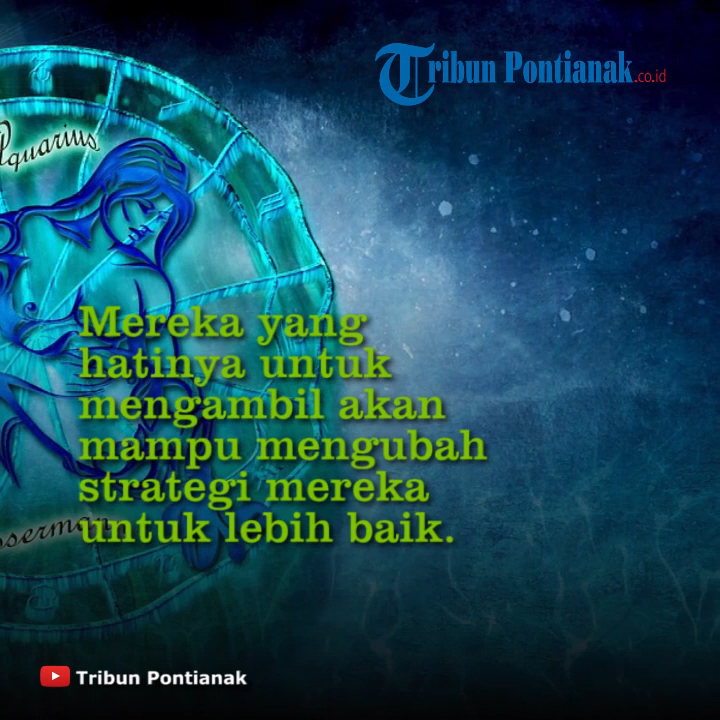 Tribun Pontianak.co.id
Aquarius
Mereka yang
hatinya untuk
mengambil akan
mampu mengubah
strategi mereka
untuk lebih baik.
Tribun Pontianak